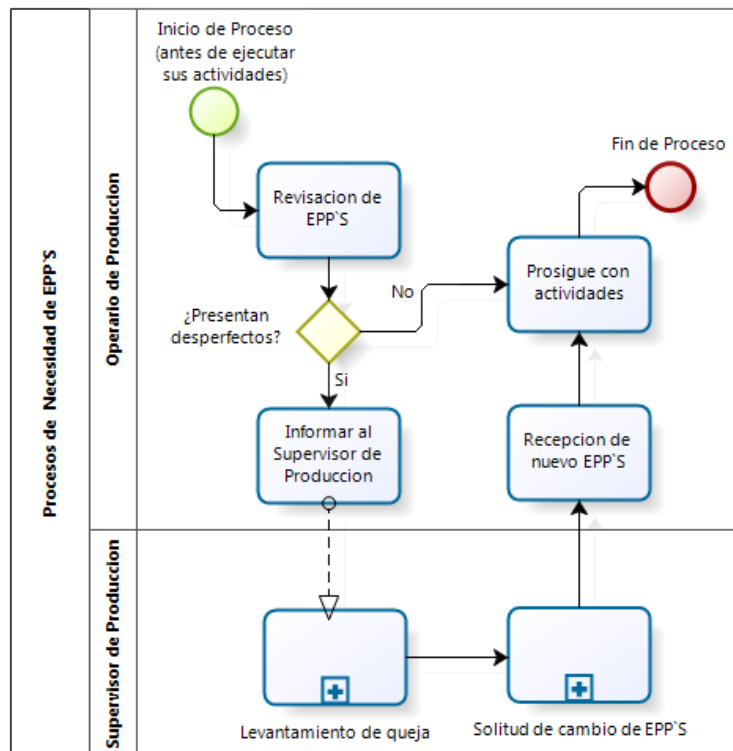 Procesos de Necesidad de EPP`S
Operario de Produccion
Inicio de Proceso
(antes de ejecutar
sus actividades)
Revisacion de
EPP`S
¿Presentan
desperfectos?
No
Si
Informar al
Supervisor de
Produccion
Fin de Proceso
Prosigue con
actividades
Recepcion de
nuevo EPP`S
Supervisor de Produccion
Levantamiento de queja
Solitud de cambio de EPP`S